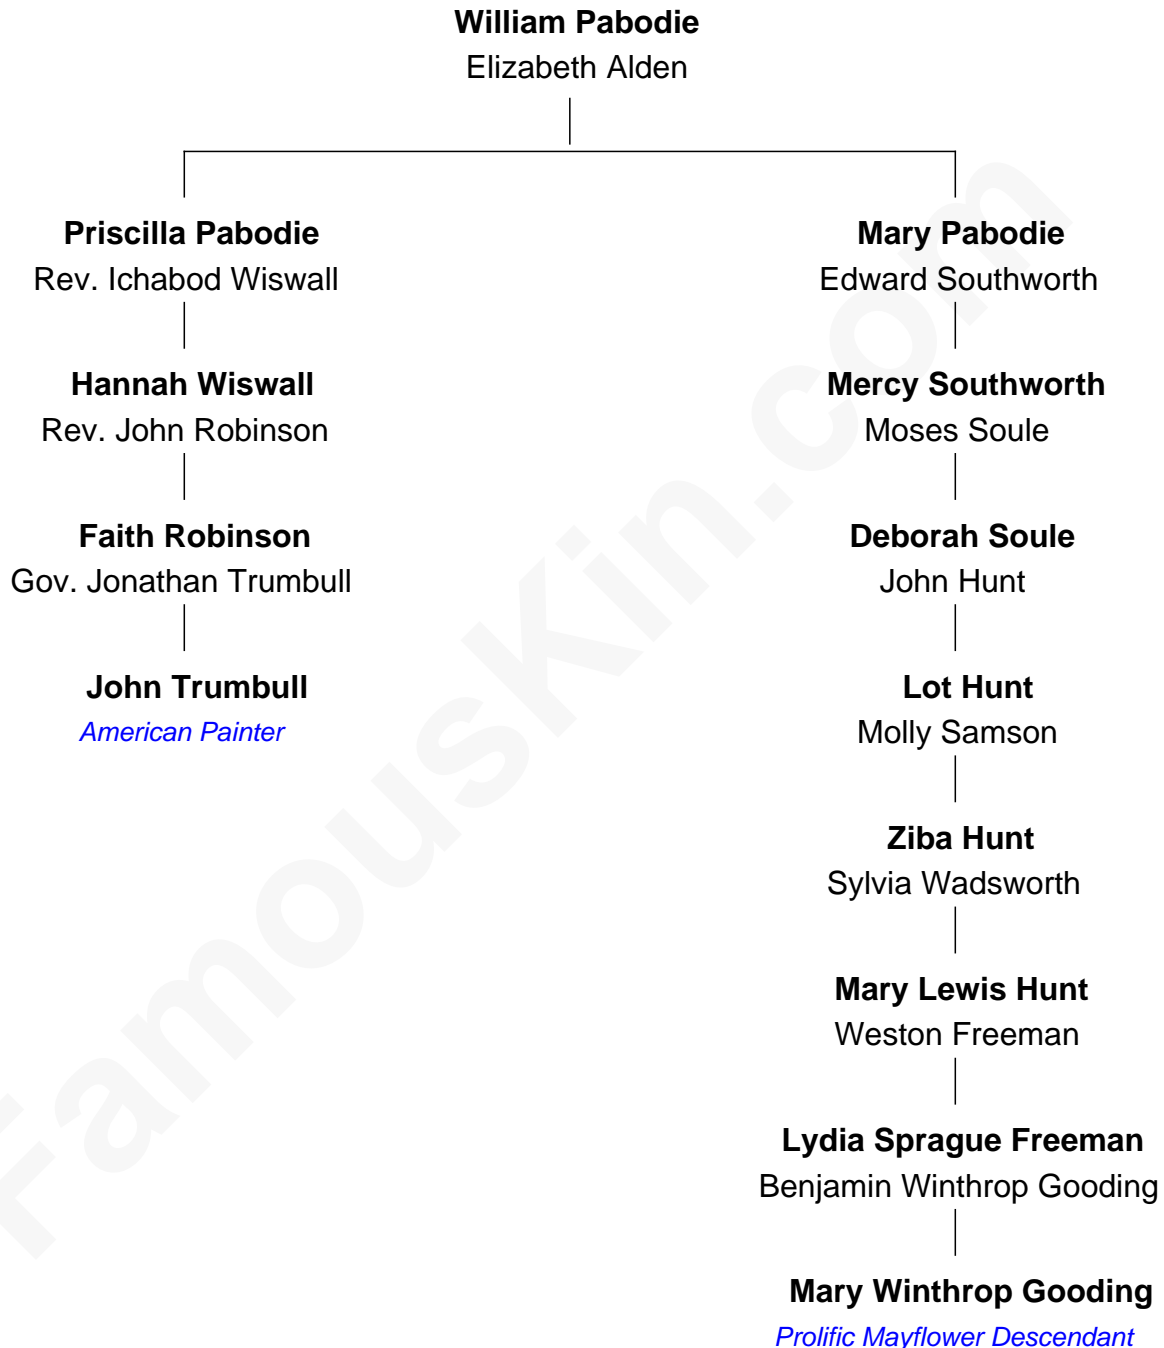 William Pabodie
Elizabeth Alden
Priscilla Pabodie
Rev. Ichabod Wiswall
Hannah Wiswall
Rev. John Robinson
Faith Robinson
Gov. Jonathan Trumbull
John Trumbull
American Painter
Mary Pabodie
Edward Southworth
Mercy Southworth
Moses Soule
Deborah Soule
John Hunt
Lot Hunt
Molly Samson
Ziba Hunt
Sylvia Wadsworth
Mary Lewis Hunt
Weston Freeman
Lydia Sprague Freeman
Benjamin Winthrop Gooding
Mary Winthrop Gooding
Prolific Mayflower Descendant
FamousKin.com